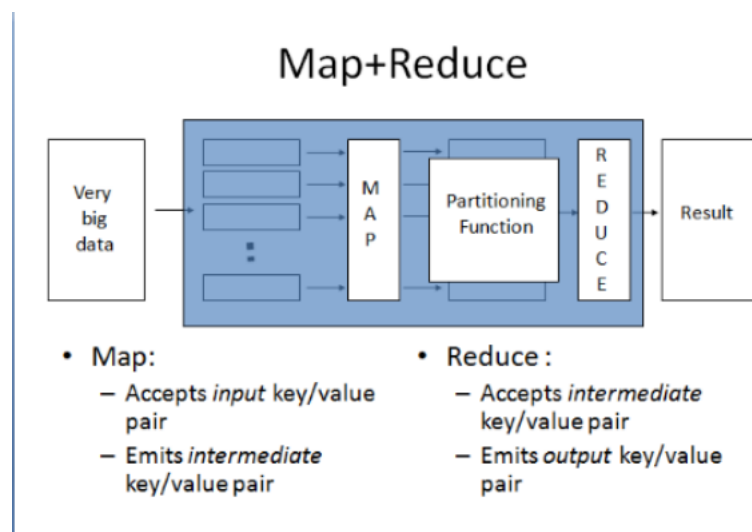 Map+Reduce
Very
big
data
M
A
P
Partitioning
Function
R
E
D
U
C
E
Result
• Map:
– Accepts input key/value
pair
– Emits intermediate
key/value pair
• Reduce :
– Accepts intermediate
key/value pair
– Emits output key/value
pair